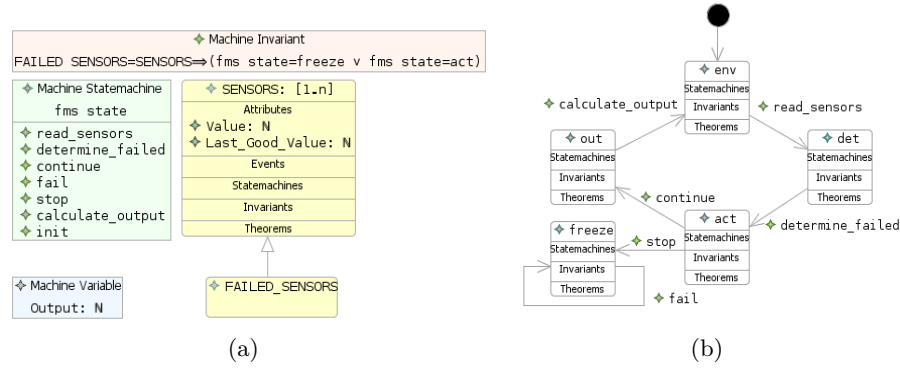 Machine Invariant
FAILED SENSORS=SENSORS⇒(fms state=freeze ∨ fms state=act)
Machine Statemachine
fms state
read_sensors
determine_failed
continue
fail
stop
calculate_output
init
SENSORS: [1..n]
Attributes
Value: N
Last_Good_Value: N
Events
Statemachines
Invariants
Theorems
FAILED_SENSORS
Machine Variable
Output: N
(a)
env
Statemachines
Invariants
Theorems
calculate_output
read_sensors
out
Statemachines
Invariants
Theorems
det
Statemachines
Invariants
Theorems
continue
act
Statemachines
Invariants
Theorems
determine_failed
freeze
Statemachines
Invariants
Theorems
stop
fail
(b)